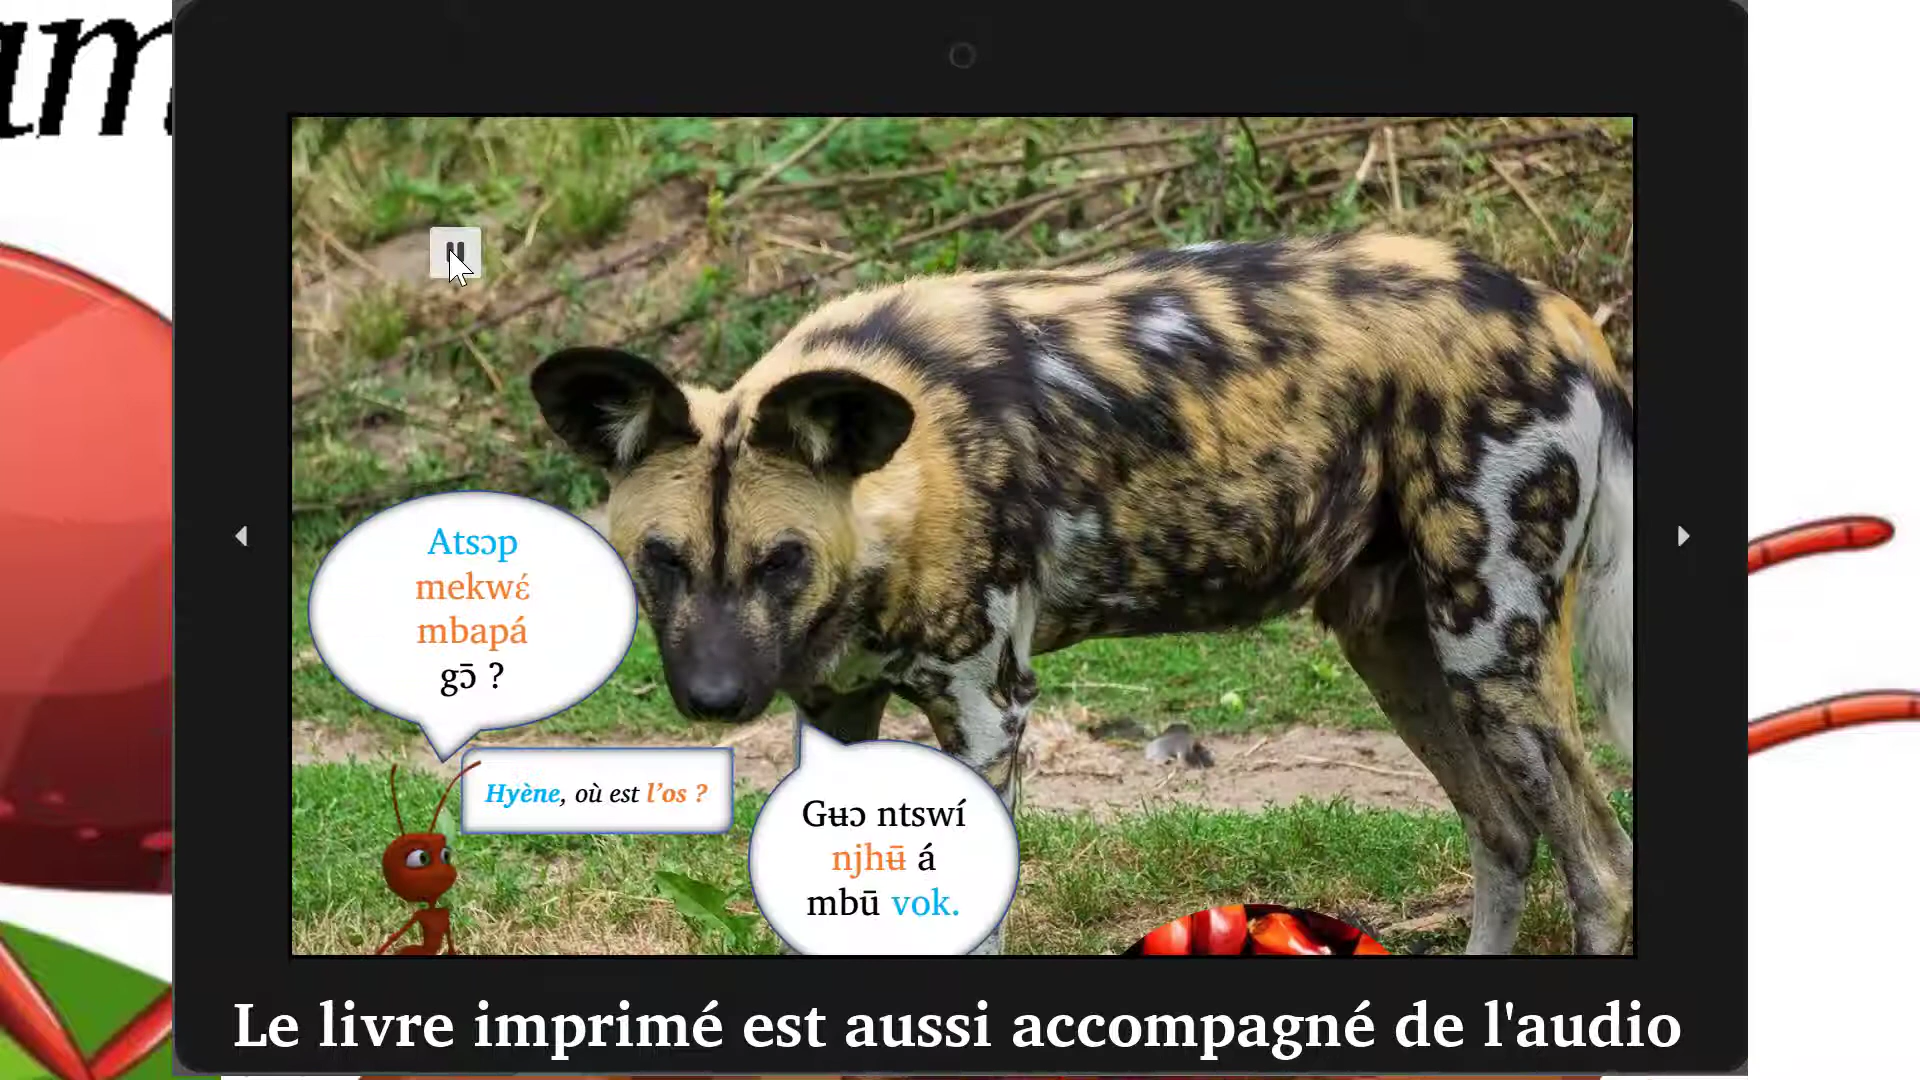 am
Atsɔp
mekwɛ́
mbapá
gɔ̄ ?
Hyène, où est l'os ?
Gʉɔ ntswí
njhʉ̄ á
mbū vok.
Le livre imprimé est aussi accompagné de l'audio